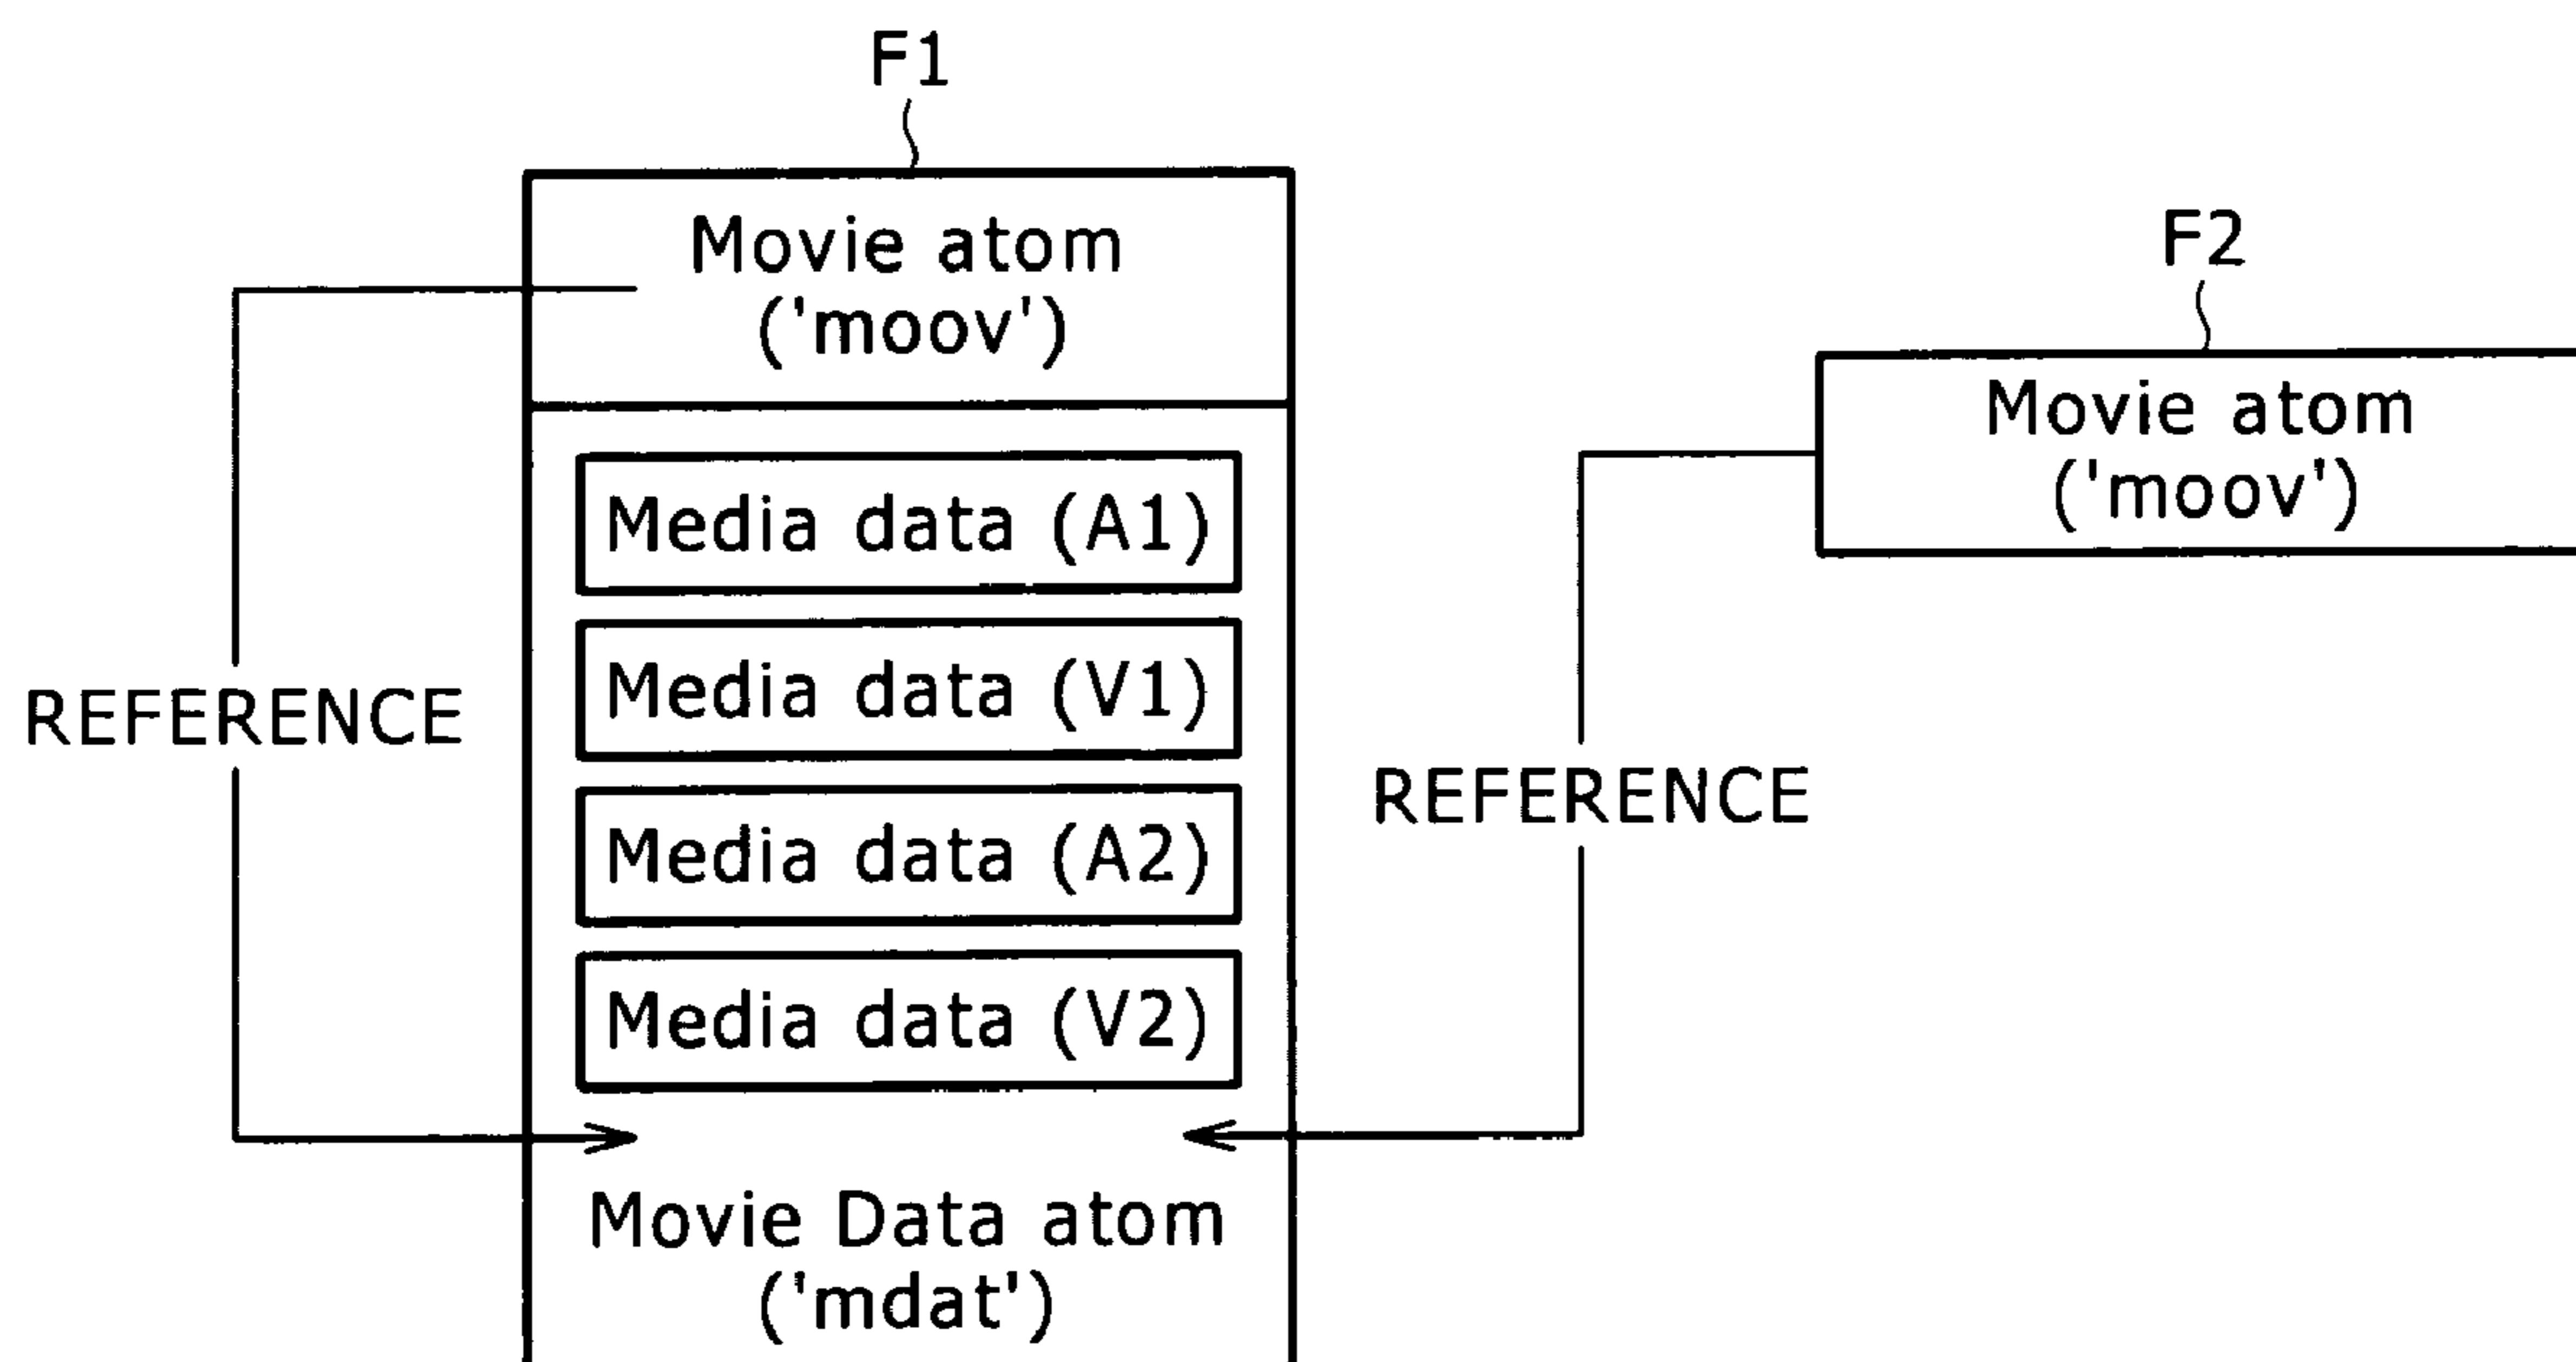 F1
Movie atom
('moov')
Media data (A1)
Media data (V1)
Media data (A2)
Media data (V2)
Movie Data atom
('mdat')
REFERENCE
F2
Movie atom
('moov')
REFERENCE